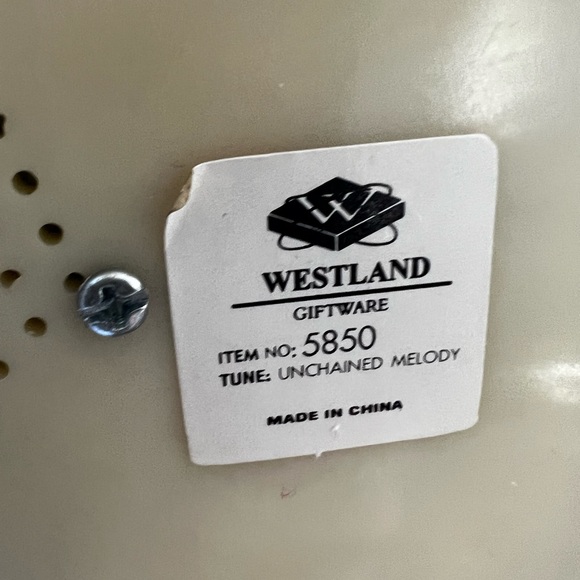 W
WESTLAND
GIFTWARE
ITEM NO: 5850
TUNE: UNCHAINED MELODY
MADE IN CHINA